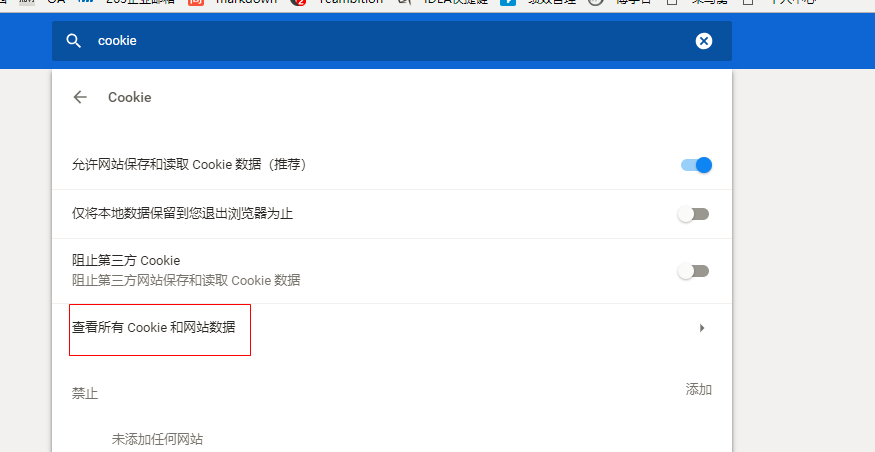 OA
markdown
Teambition
cookie
Cookie
允许网站保存和读取 Cookie 数据（推荐）
仅将本地数据保留到您退出浏览器为止
阻止第三方 Cookie
阻止第三方网站保存和读取 Cookie 数据
查看所有 Cookie 和网站数据
禁止
添加
未添加任何网站